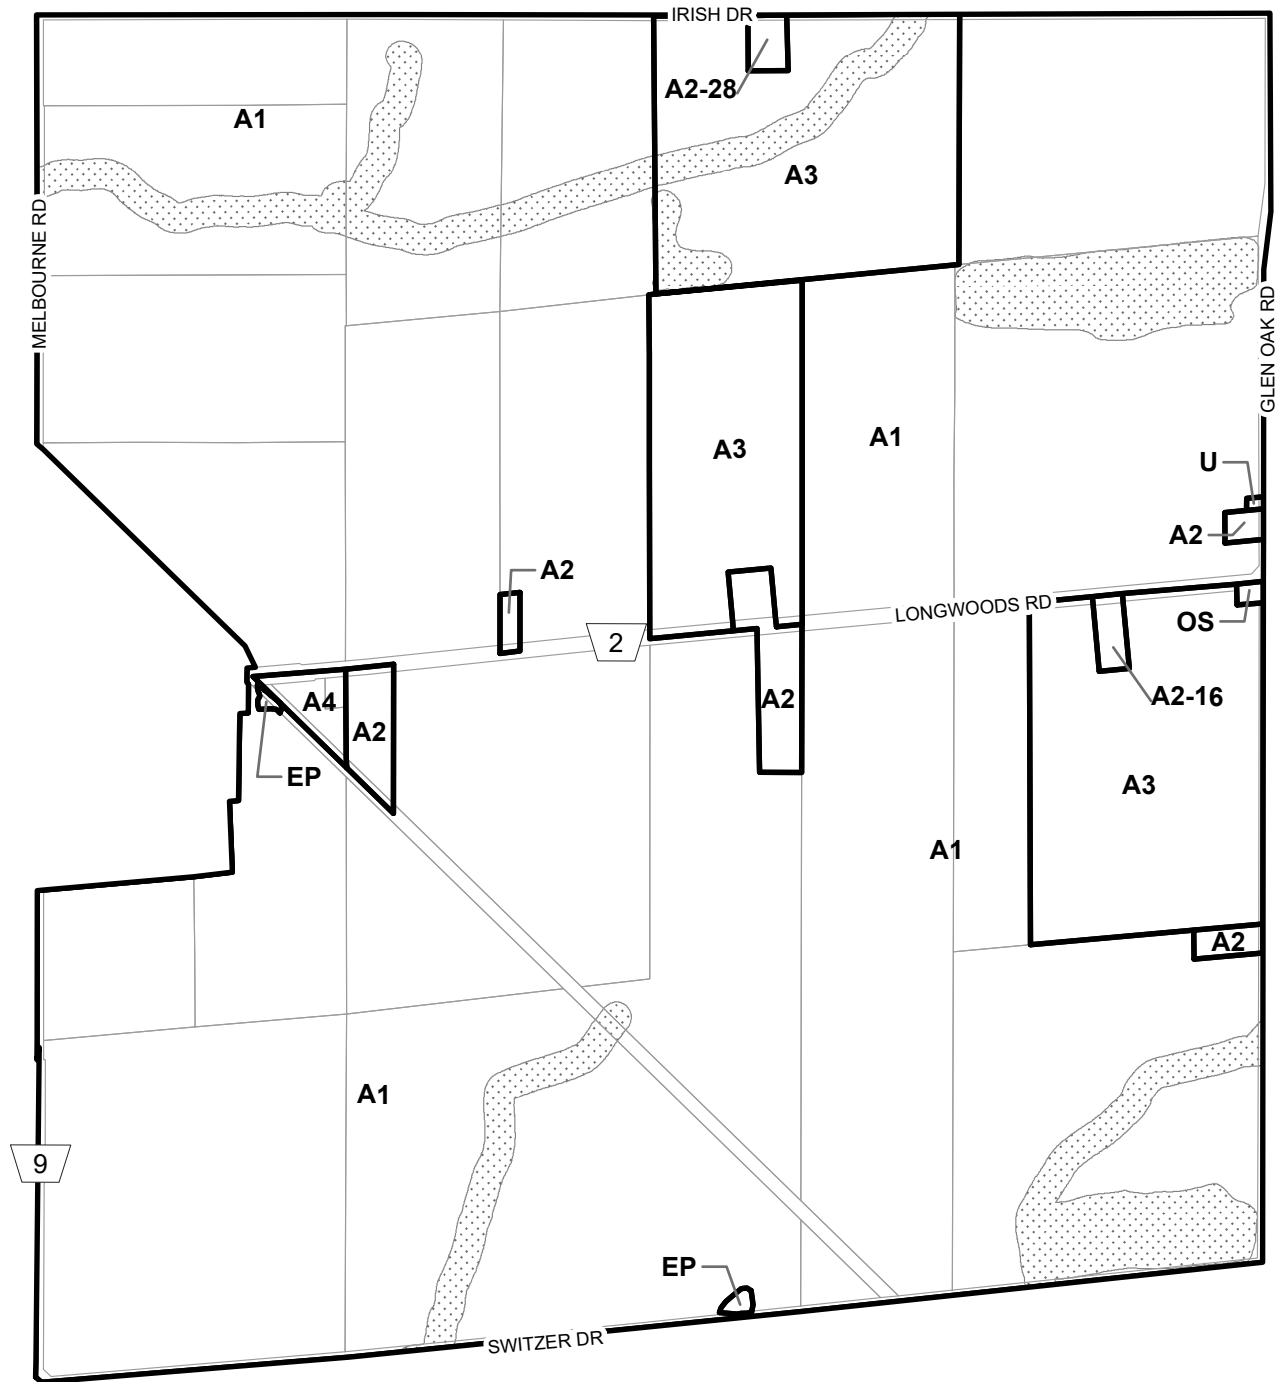 IRISH DR
A2-28
A1
A3
MELBOURNE RD
GLEN OAK RD
A1
A3
U
A2
A2
LONGWOODS RD
OS
2
A2-16
A4
A2
A2
EP
A3
A1
A2
A1
9
EP
SWITZER DR